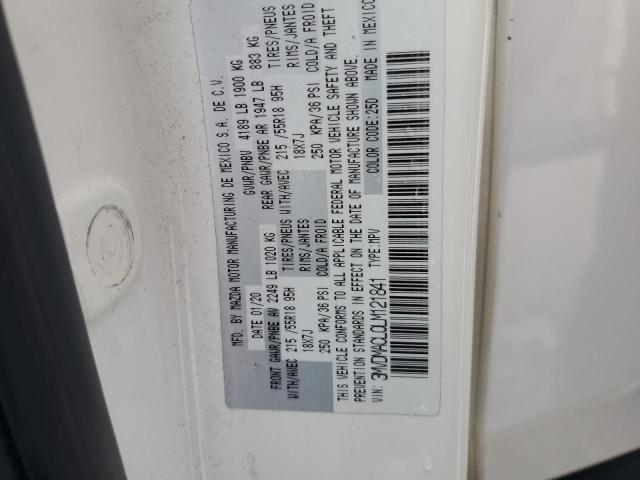 MFD. BY MAZDA MOTOR MANUFACTURING DE MEXICO S.A. DE C.V.
DATE 01/20 GVWR/PNBV 4189 LB 1900 KG
FRONT GAWR/PNBE AV 2249 LB 1020 KG REAR GAWR/PNBE AR 1947 LB 883 KG
WITH/AVEC 215 /55R18 95H TIRES/PNEUS WITH/AVEC 215 /55R18 95H TIRES/PNEUS
18X7J RIMS/JANTES 18X7J RIMS/JANTES
250 KPA/36 PSI COLD/A FROID 250 KPA/36 PSI COLD/A FROID
THIS VEHICLE CONFORMS TO ALL APPLICABLE FEDERAL MOTOR VEHICLE SAFETY AND THEFT
PREVENTION STANDARDS IN EFFECT ON THE DATE OF MANUFACTURE SHOWN ABOVE.
VIN: 3MVDMACL0LM121841 TYPE:MPV COLOR CODE:25D MADE IN MEXICO